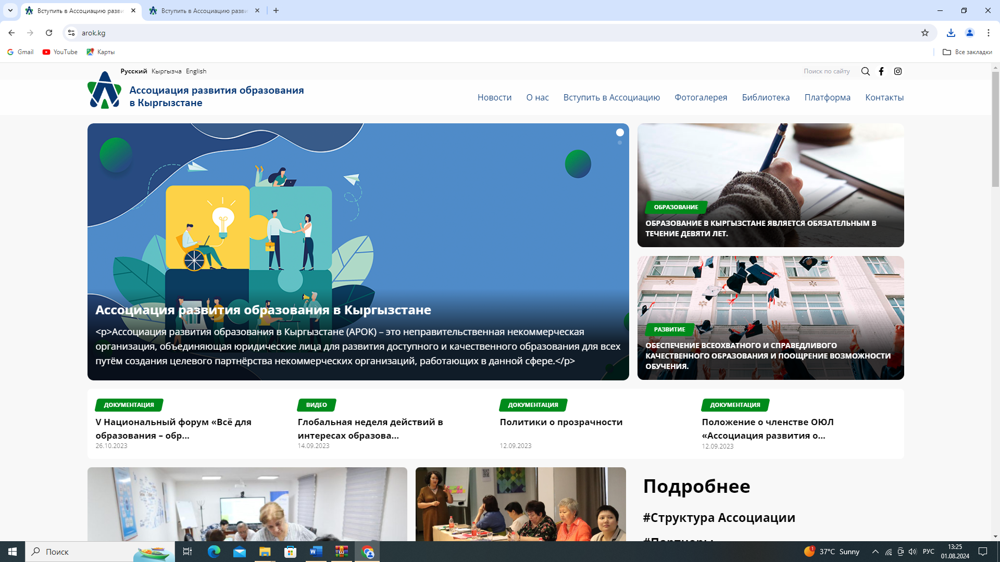 Вступить в Ассоциацию разви
Вступить в Ассоциацию разви
arok.kg
Gmail
YouTube
Карты
Все закладки
Русский Кыргызча English
Поиск по сайту
Ассоциация развития образования
в Кыргызстане
Новости
О нас
Вступить в Ассоциацию
Фотогалерея
Библиотека
Платформа
Контакты
Ассоциация развития образования в Кыргызстане
<p>Ассоциация развития образования в Кыргызстане (АРОК) – это неправительственная некоммерческая
организация, объединяющая юридические лица для развития доступного и качественного образования для всех
путём создания целевого партнёрства некоммерческих организаций, работающих в данной сфере.</p>
ОБРАЗОВАНИЕ
ОБРАЗОВАНИЕ В КЫРГЫЗСТАНЕ ЯВЛЯЕТСЯ ОБЯЗАТЕЛЬНЫМ В
ТЕЧЕНИЕ ДЕВЯТИ ЛЕТ.
РАЗВИТИЕ
ОБЕСПЕЧЕНИЕ ВСЕОХВАТНОГО И СПРАВЕДЛИВОГО
КАЧЕСТВЕННОГО ОБРАЗОВАНИЯ И ПООЩРЕНИЕ ВОЗМОЖНОСТИ
ОБУЧЕНИЯ.
ДОКУМЕНТАЦИЯ
V Национальный форум «Всё для
образования – обр...
26.10.2023
ВИДЕО
Глобальная неделя действий в
интересах образова...
14.09.2023
ДОКУМЕНТАЦИЯ
Политики о прозрачности
12.09.2023
ДОКУМЕНТАЦИЯ
Положение о членстве ОЮЛ
«Ассоциация развития о...
12.09.2023
Подробнее
#Структура Ассоциации
#Партнеры
Поиск
1
37°C Sunny
РУС
13:25
01.08.2024